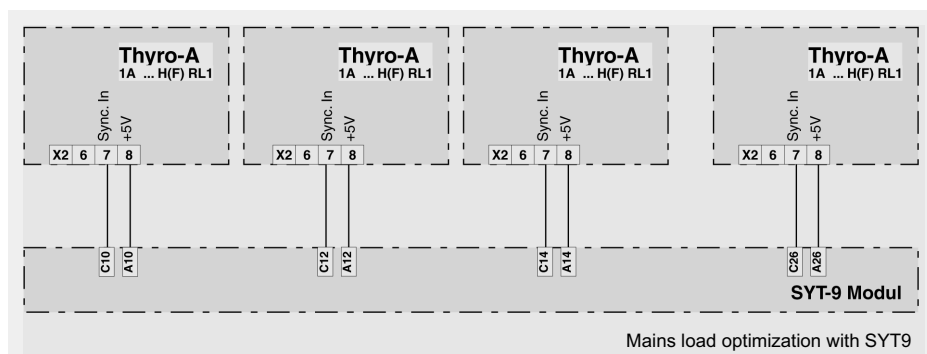 Thyro-A
1A ... H(F) RL1
Sync. In
+5V
X2 6 7 8
Thyro-A
1A ... H(F) RL1
Sync. In
+5V
X2 6 7 8
Thyro-A
1A ... H(F) RL1
Sync. In
+5V
X2 6 7 8
Thyro-A
1A ... H(F) RL1
Sync. In
+5V
X2 6 7 8
C10 A10
C12 A12
C14 A14
C26 A26
SYT-9 Modul
Mains load optimization with SYT9